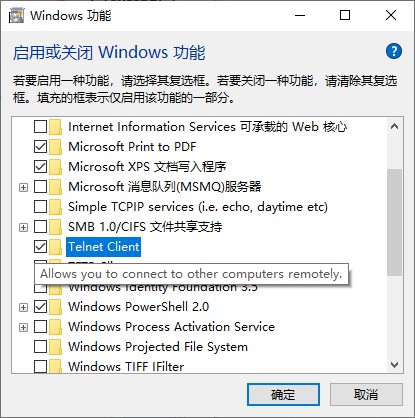 Windows 功能
启用或关闭 Windows 功能
若要启用一种功能，请选择其复选框。若要关闭一种功能，请清除其复选
框。填充的框表示仅启用该功能的一部分。
Internet Information Services 可承载的 Web 核心
Microsoft Print to PDF
Microsoft XPS 文档写入程序
Microsoft 消息队列(MSMQ)服务器
Simple TCPIP services (i.e. echo, daytime etc)
SMB 1.0/CIFS 文件共享支持
Telnet Client
Allows you to connect to other computers remotely.
Windows Identity Foundation 3.5
Windows PowerShell 2.0
Windows Process Activation Service
Windows Projected File System
Windows TIFF IFilter
确定
取消